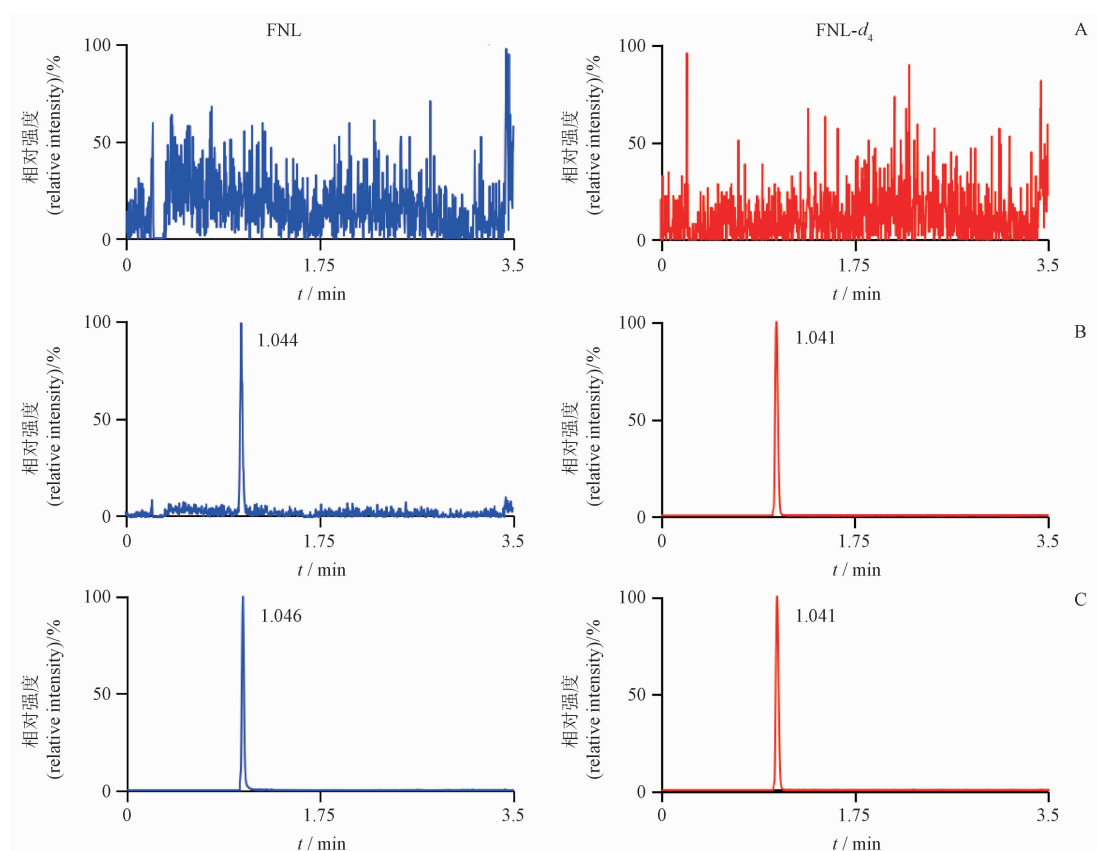 FNL
FNL-d4
A
相对强度
(relative intensity)/%
100
50
0
0
1.75
3.5
t / min
相对强度
(relative intensity)/%
100
50
0
0
1.75
3.5
t / min
B
相对强度
(relative intensity)/%
100
50
0
1.044
0
1.75
3.5
t / min
相对强度
(relative intensity)/%
100
50
0
1.041
0
1.75
3.5
t / min
C
相对强度
(relative intensity)/%
100
50
0
1.046
0
1.75
3.5
t / min
相对强度
(relative intensity)/%
100
50
0
1.041
0
1.75
3.5
t / min